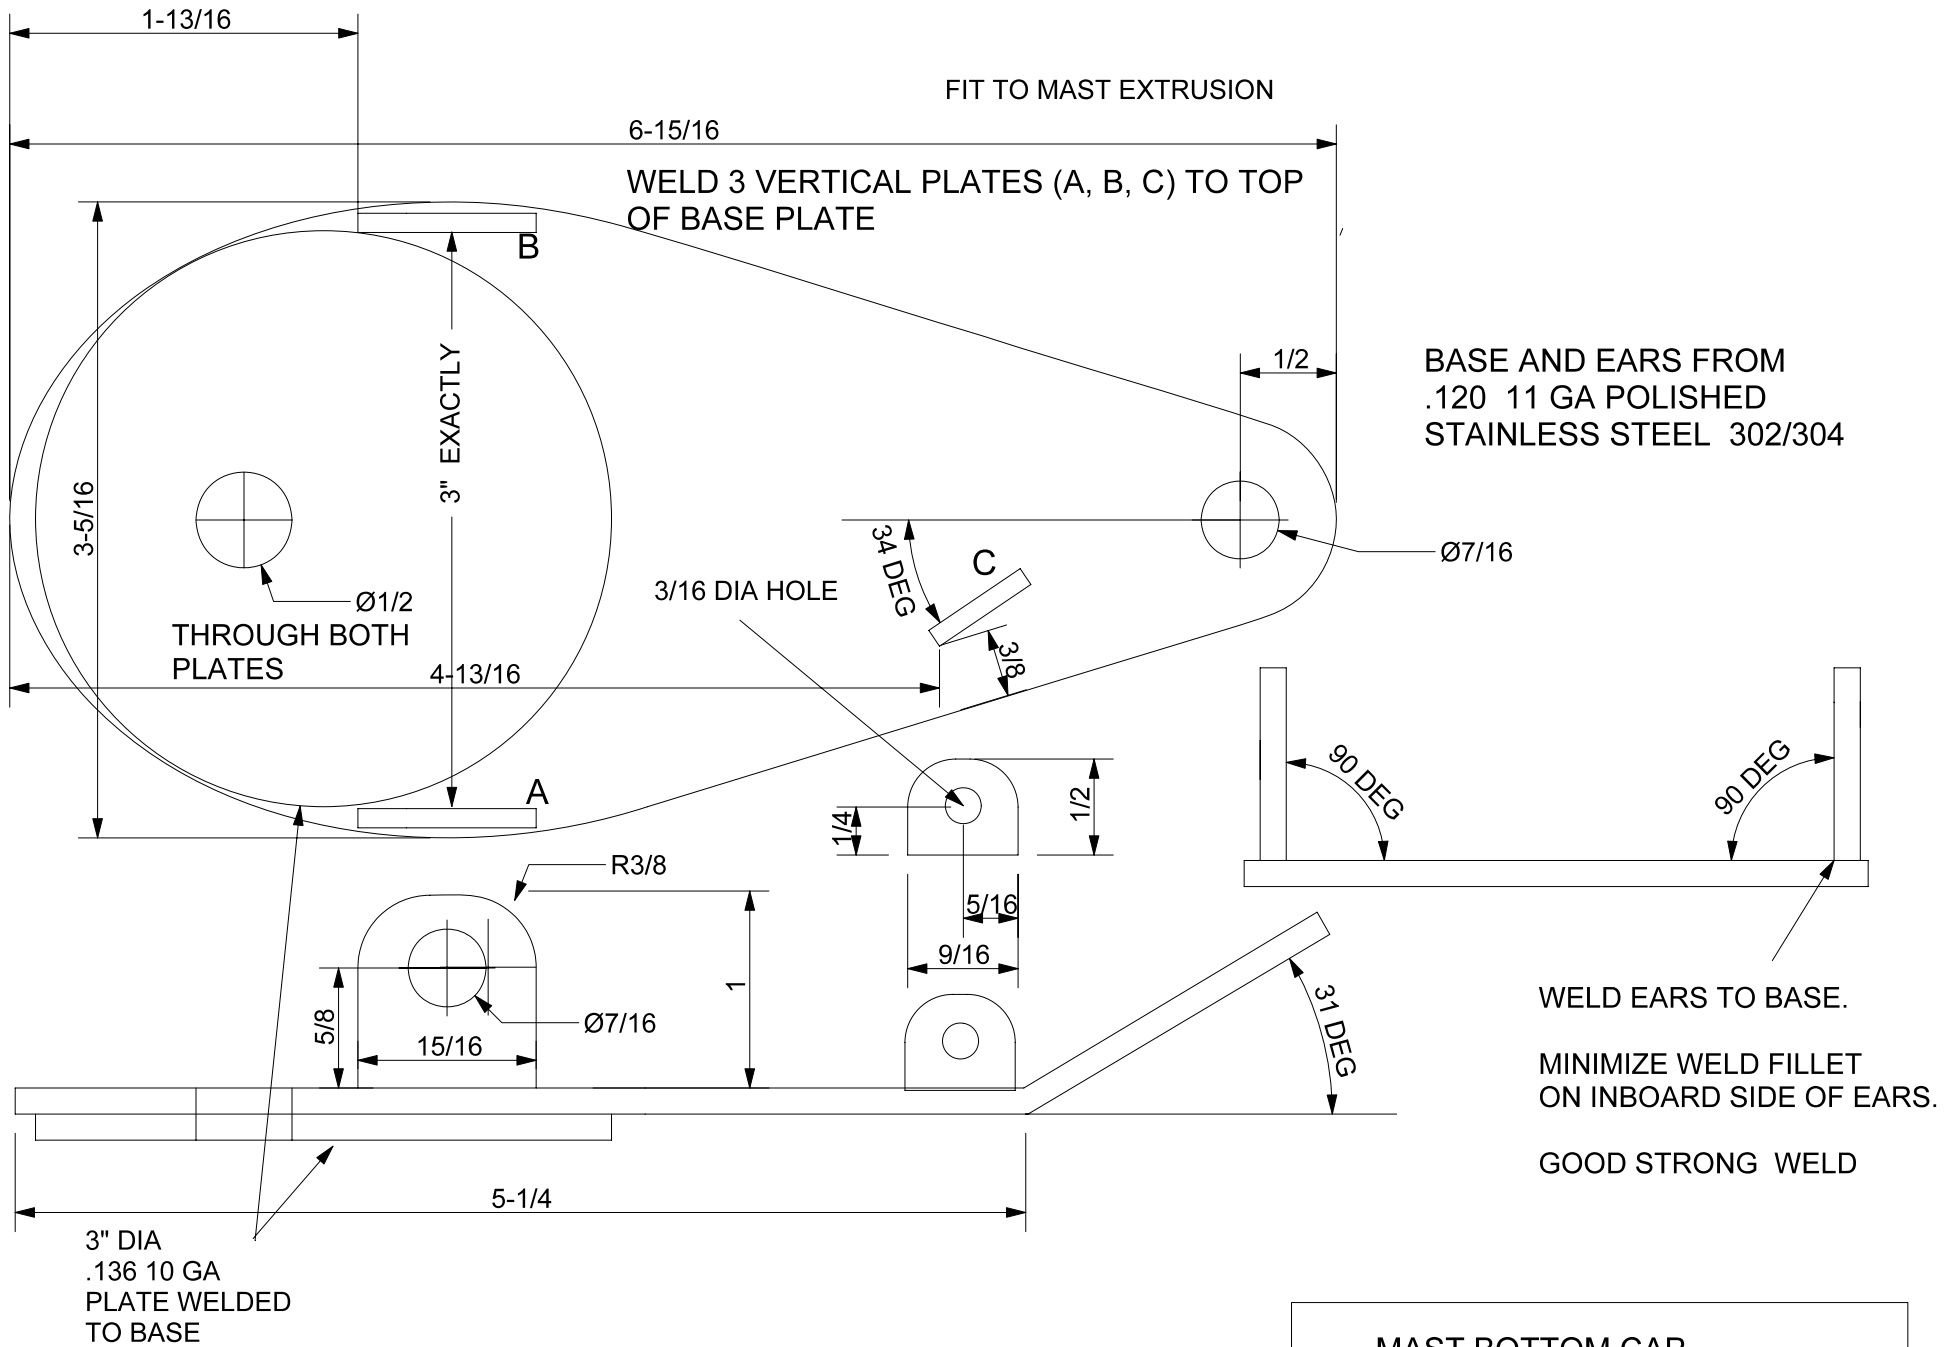 1-13/16
FIT TO MAST EXTRUSION
6-15/16
WELD 3 VERTICAL PLATES (A, B, C) TO TOP
OF BASE PLATE
B
3" EXACTLY
3-5/16
1/2
BASE AND EARS FROM
.120 11 GA POLISHED
STAINLESS STEEL 302/304
34 DEG
C
Ø7/16
3/16 DIA HOLE
Ø1/2
THROUGH BOTH
PLATES
3/8
4-13/16
A
1/4
1/2
90 DEG
90 DEG
R3/8
5/16
9/16
5/8
1
Ø7/16
15/16
31 DEG
WELD EARS TO BASE.
MINIMIZE WELD FILLET
ON INBOARD SIDE OF EARS.
GOOD STRONG WELD
5-1/4
3" DIA
.136 10 GA
PLATE WELDED
TO BASE
MAST BOTTOM CAP